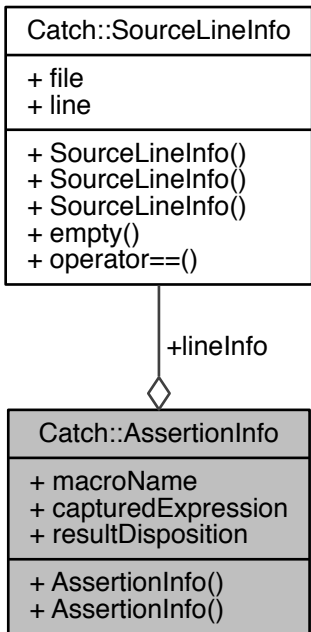 Catch::SourceLineInfo
+ file
+ line
+ SourceLineInfo()
+ SourceLineInfo()
+ SourceLineInfo()
+ empty()
+ operator==()
+lineInfo
Catch::AssertionInfo
+ macroName
+ capturedExpression
+ resultDisposition
+ AssertionInfo()
+ AssertionInfo()